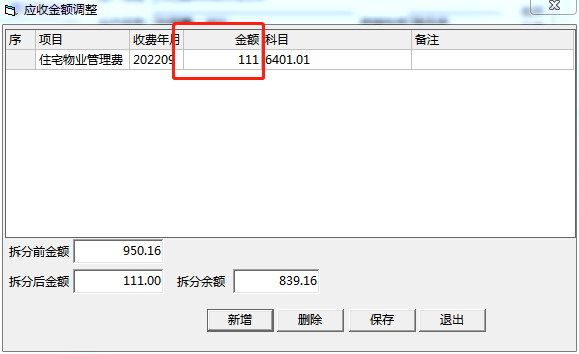 应收金额调整
序 项目 收费年月 金额 科目 备注
住宅物业管理费 202209 111 6401.01
拆分前金额 950.16
拆分后金额 111.00 拆分余额 839.16
新增 删除 保存 退出